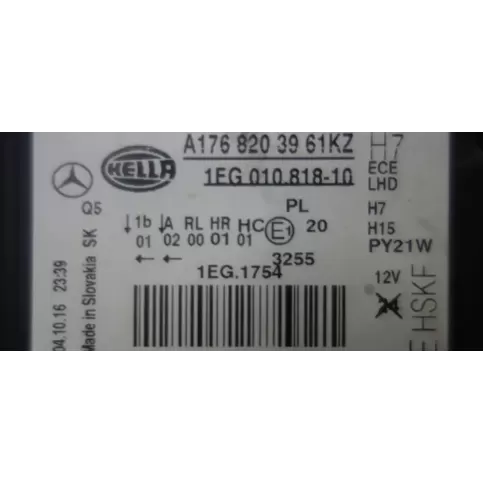 HELLA
A176 820 39 61KZ
H7
1EG 010.818-10
ECE
LHD
Q5
PL
H7
↓1b ↓A RL HR HC E1 20
H15
01 02 00 01 01
PY21W
← ←
3255
1EG.1754
12V
04.10.16 23:39
Made in Slovakia SK
E HSKF